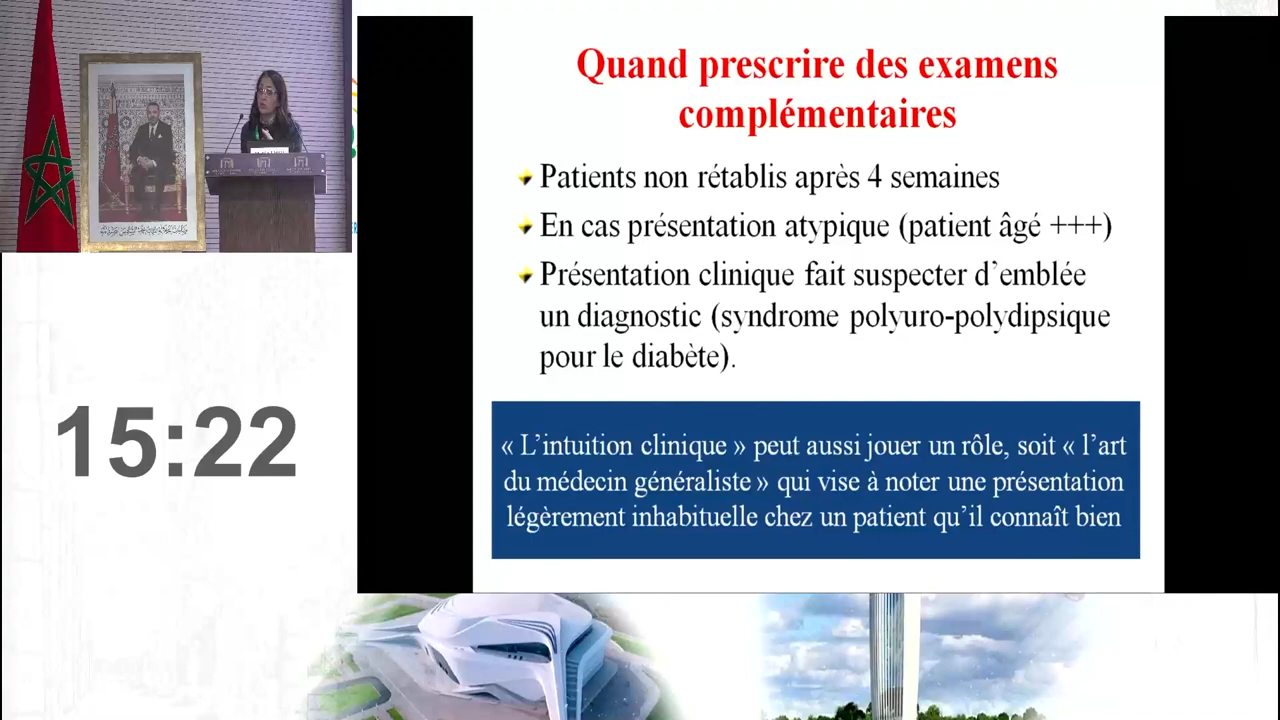 Quand prescrire des examens
complémentaires
Patients non rétablis après 4 semaines
En cas présentation atypique (patient âgé +++)
Présentation clinique fait suspecter d’emblée
un diagnostic (syndrome polyuro-polydipsique
pour le diabète).
« L’intuition clinique » peut aussi jouer un rôle, soit « l’art
du médecin généraliste » qui vise à noter une présentation
légèrement inhabituelle chez un patient qu’il connaît bien
15:22